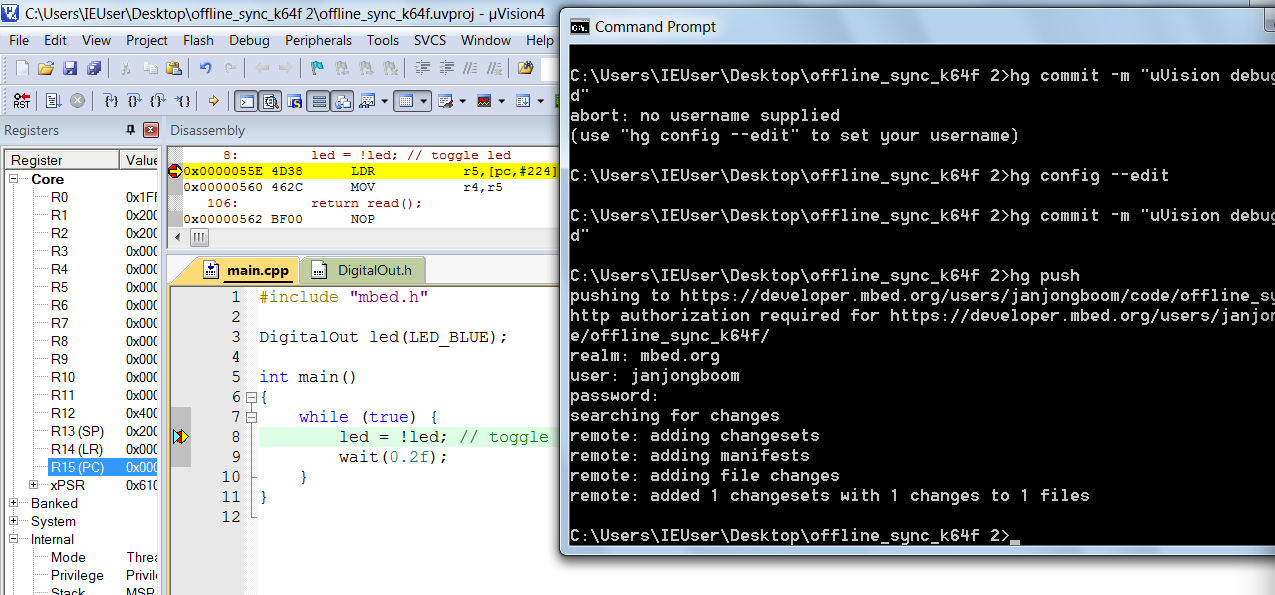 C:\Users\IEUser\Desktop\offline_sync_k64f 2\offline_sync_k64f.uvproj - µVision4
File Edit View Project Flash Debug Peripherals Tools SVCS Window Help
RST
Registers
Register Value
Core
R0 0x1FF
R1 0x200
R2 0x200
R3 0x000
R4 0x000
R5 0x000
R6 0x000
R7 0x000
R8 0x000
R9 0x000
R10 0x000
R11 0x000
R12 0x400
R13 (SP) 0x200
R14 (LR) 0x000
R15 (PC) 0x000
xPSR 0x610
Banked
System
Internal
Mode Threa
Privilege Privile
Stack MSP
Disassembly
8: led = !led; // toggle led
0x0000055E 4D38 LDR r5,[pc,#224]
0x00000560 462C MOV r4,r5
106: return read();
0x00000562 BF00 NOP
main.cpp DigitalOut.h
1 #include "mbed.h"
2
3 DigitalOut led(LED_BLUE);
4
5 int main()
6 {
7 while (true) {
8 led = !led; // toggle
9 wait(0.2f);
10 }
11 }
12
Command Prompt
C:\Users\IEUser\Desktop\offline_sync_k64f 2>hg commit -m "uVision debug
d"
abort: no username supplied
(use "hg config --edit" to set your username)
C:\Users\IEUser\Desktop\offline_sync_k64f 2>hg config --edit
C:\Users\IEUser\Desktop\offline_sync_k64f 2>hg commit -m "uVision debug
d"
C:\Users\IEUser\Desktop\offline_sync_k64f 2>hg push
pushing to https://developer.mbed.org/users/janjongboom/code/offline_sy
http authorization required for https://developer.mbed.org/users/janjon
e/offline_sync_k64f/
realm: mbed.org
user: janjongboom
password:
searching for changes
remote: adding changesets
remote: adding manifests
remote: adding file changes
remote: added 1 changesets with 1 changes to 1 files
C:\Users\IEUser\Desktop\offline_sync_k64f 2>